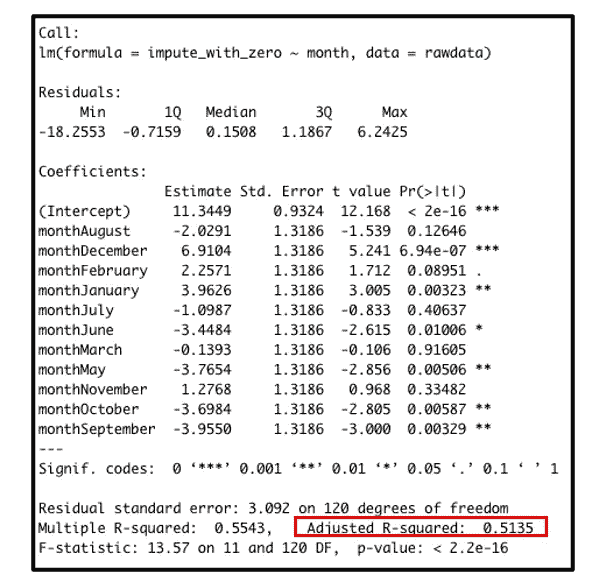 Call:
lm(formula = impute_with_zero ~ month, data = rawdata)
Residuals:
Min 1Q Median 3Q Max
-18.2553 -0.7159 0.1508 1.1867 6.2425
Coefficients:
Estimate Std. Error t value Pr(>|t|)
(Intercept) 11.3449 0.9324 12.168 < 2e-16 ***
monthAugust -2.0291 1.3186 -1.539 0.12646
monthDecember 6.9104 1.3186 5.241 6.94e-07 ***
monthFebruary 2.2571 1.3186 1.712 0.08951 .
monthJanuary 3.9626 1.3186 3.005 0.00323 **
monthJuly -1.0987 1.3186 -0.833 0.40637
monthJune -3.4484 1.3186 -2.615 0.01006 *
monthMarch -0.1393 1.3186 -0.106 0.91605
monthMay -3.7654 1.3186 -2.856 0.00506 **
monthNovember 1.2768 1.3186 0.968 0.33482
monthOctober -3.6984 1.3186 -2.805 0.00587 **
monthSeptember -3.9550 1.3186 -3.000 0.00329 **
---
Signif. codes: 0 ‘***’ 0.001 ‘**’ 0.01 ‘*’ 0.05 ‘.’ 0.1 ‘ ’ 1
Residual standard error: 3.092 on 120 degrees of freedom
Multiple R-squared: 0.5543, Adjusted R-squared: 0.5135
F-statistic: 13.57 on 11 and 120 DF, p-value: < 2.2e-16